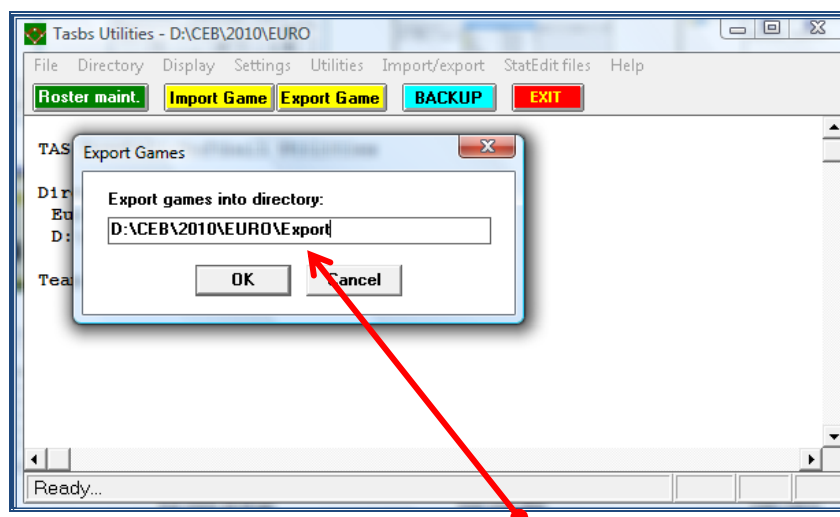 Tasbs Utilities - D:\CEB\2010\EURO
File Directory Display Settings Utilities Import/export StatEdit files Help
Roster maint. Import Game Export Game BACKUP EXIT
TAS
Export Games
Dir
Eu
D:
Export games into directory:
D:\CEB\2010\EURO\Export
Tea
OK Cancel
Ready...